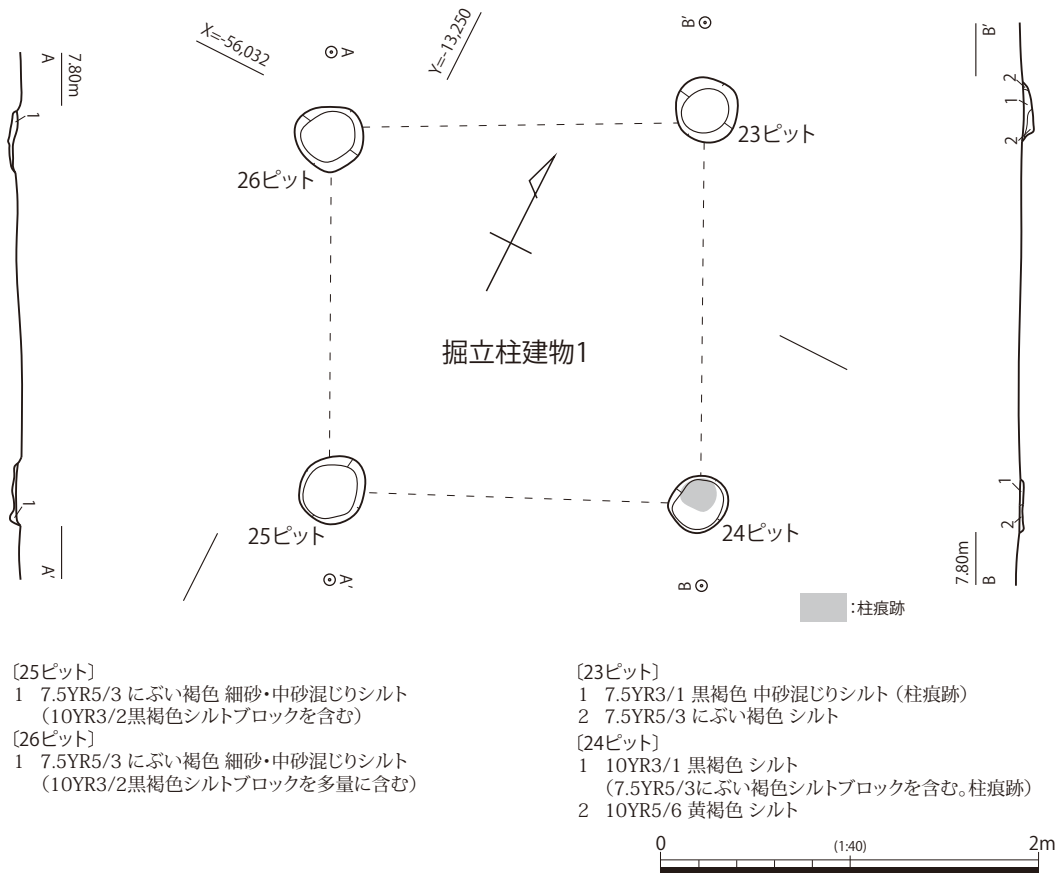 X=-56,032
Y=-13,250
A
B'
A
7.80m
1
1
A'
26ピット
23ピット
掘立柱建物1
25ピット
24ピット
A'
B
B'
2
1
2
1
2
7.80m
B
:柱痕跡
〔25ピット〕
1 7.5YR5/3 にぶい褐色 細砂・中砂混じりシルト
(10YR3/2黒褐色シルトブロックを含む)
〔26ピット〕
1 7.5YR5/3 にぶい褐色 細砂・中砂混じりシルト
(10YR3/2黒褐色シルトブロックを多量に含む)
〔23ピット〕
1 7.5YR3/1 黒褐色 中砂混じりシルト (柱痕跡)
2 7.5YR5/3 にぶい褐色 シルト
〔24ピット〕
1 10YR3/1 黒褐色 シルト
(7.5YR5/3にぶい褐色シルトブロックを含む。柱痕跡)
2 10YR5/6 黄褐色 シルト
0 (1:40) 2m